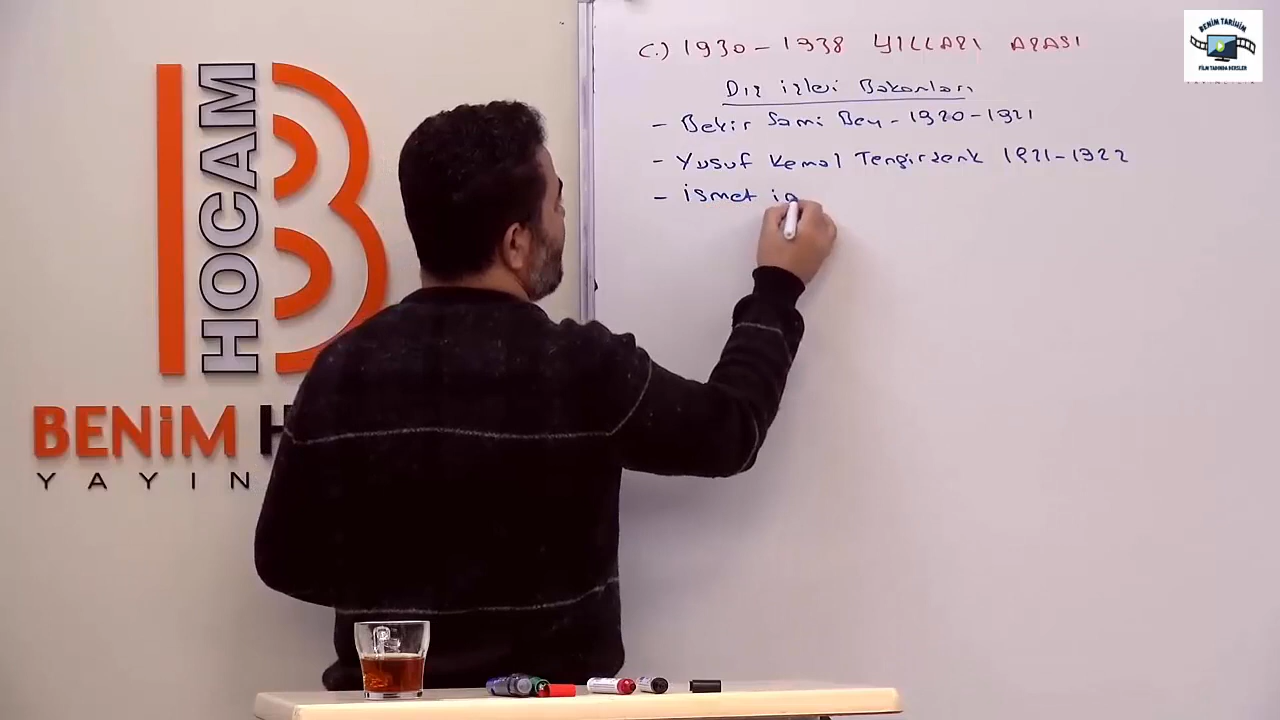 C.) 1930 - 1938 YILLARI ARASI
Dış işleri Bakanları
- Bekir Sami Bey - 1920-1921
- Yusuf Kemal Tengirşenk 1921-1922
- İsmet
BENİM TARİHİM
FİLM TADINDA DERSLER
B HOCAM
BENİM H
YAYIN